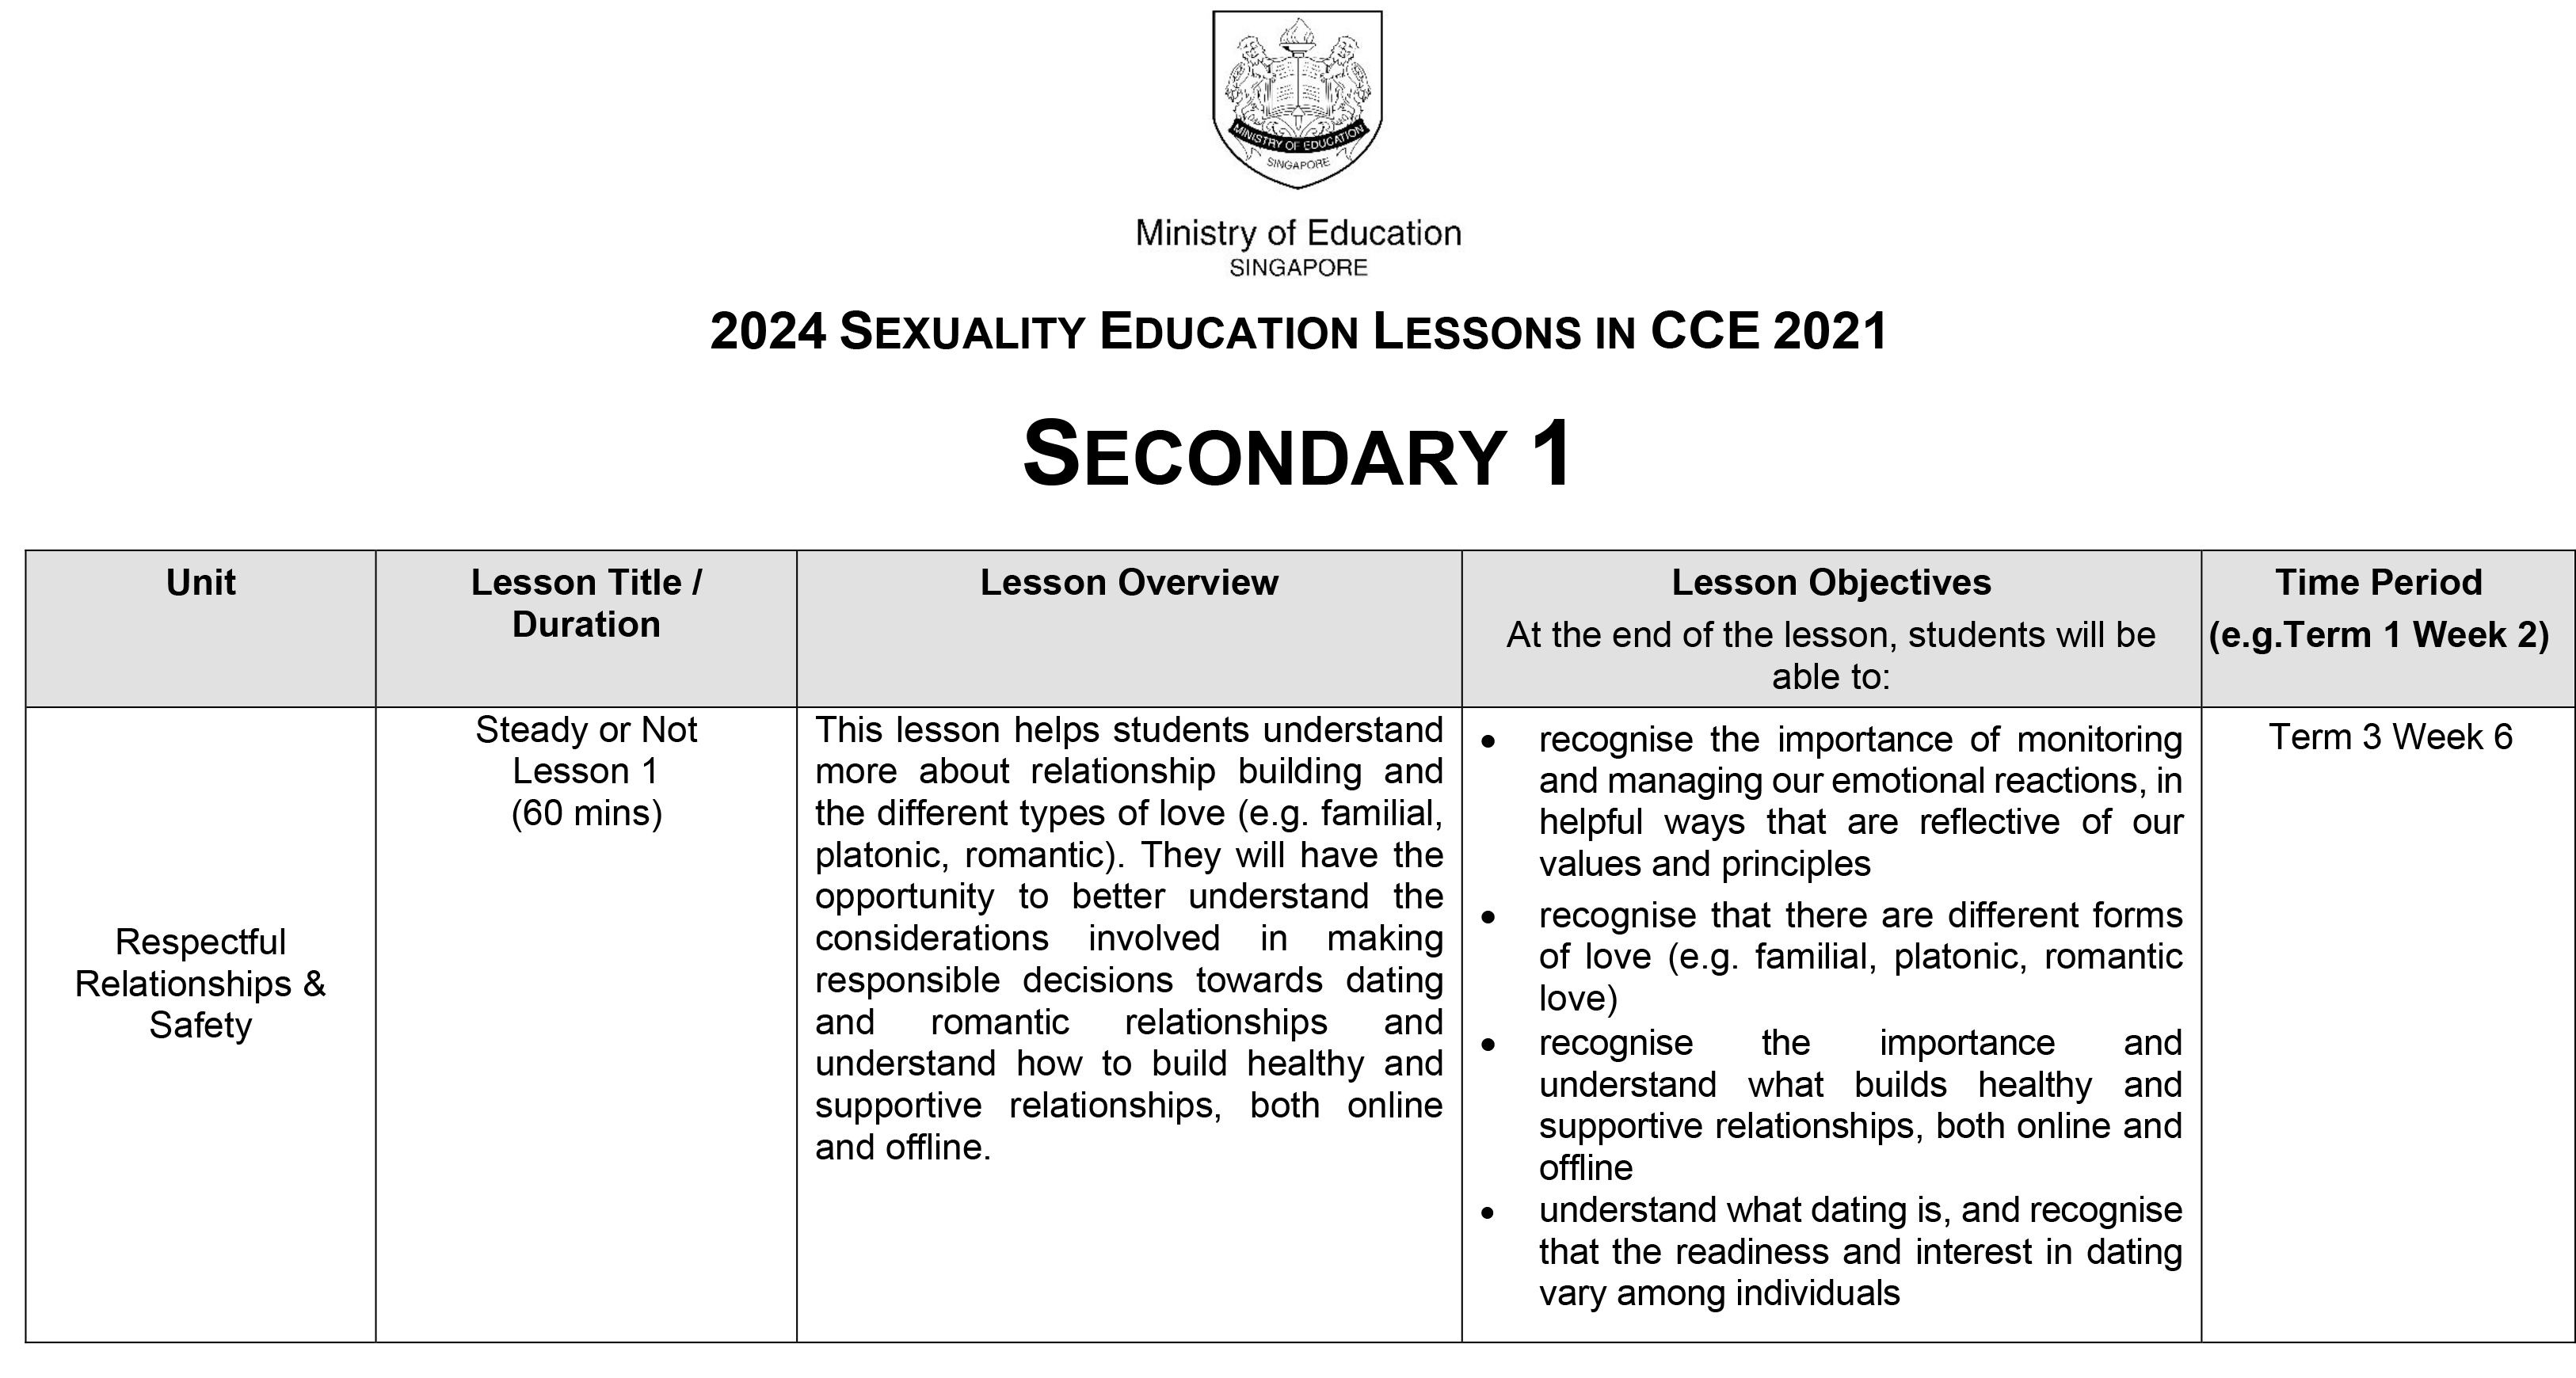 MINISTRY OF EDUCATION
SINGAPORE
Ministry of Education
SINGAPORE
2024 SEXUALITY EDUCATION LESSONS IN CCE 2021
SECONDARY 1
Unit
Lesson Title /
Duration
Lesson Overview
Lesson Objectives
At the end of the lesson, students will be
able to:
Time Period
(e.g.Term 1 Week 2)
Respectful
Relationships &
Safety
Steady or Not
Lesson 1
(60 mins)
This lesson helps students understand
more about relationship building and
the different types of love (e.g. familial,
platonic, romantic). They will have the
opportunity to better understand the
considerations involved in making
responsible decisions towards dating
and romantic relationships and
understand how to build healthy and
supportive relationships, both online
and offline.
• recognise the importance of monitoring
and managing our emotional reactions, in
helpful ways that are reflective of our
values and principles
• recognise that there are different forms
of love (e.g. familial, platonic, romantic
love)
• recognise the importance and
understand what builds healthy and
supportive relationships, both online and
offline
• understand what dating is, and recognise
that the readiness and interest in dating
vary among individuals
Term 3 Week 6